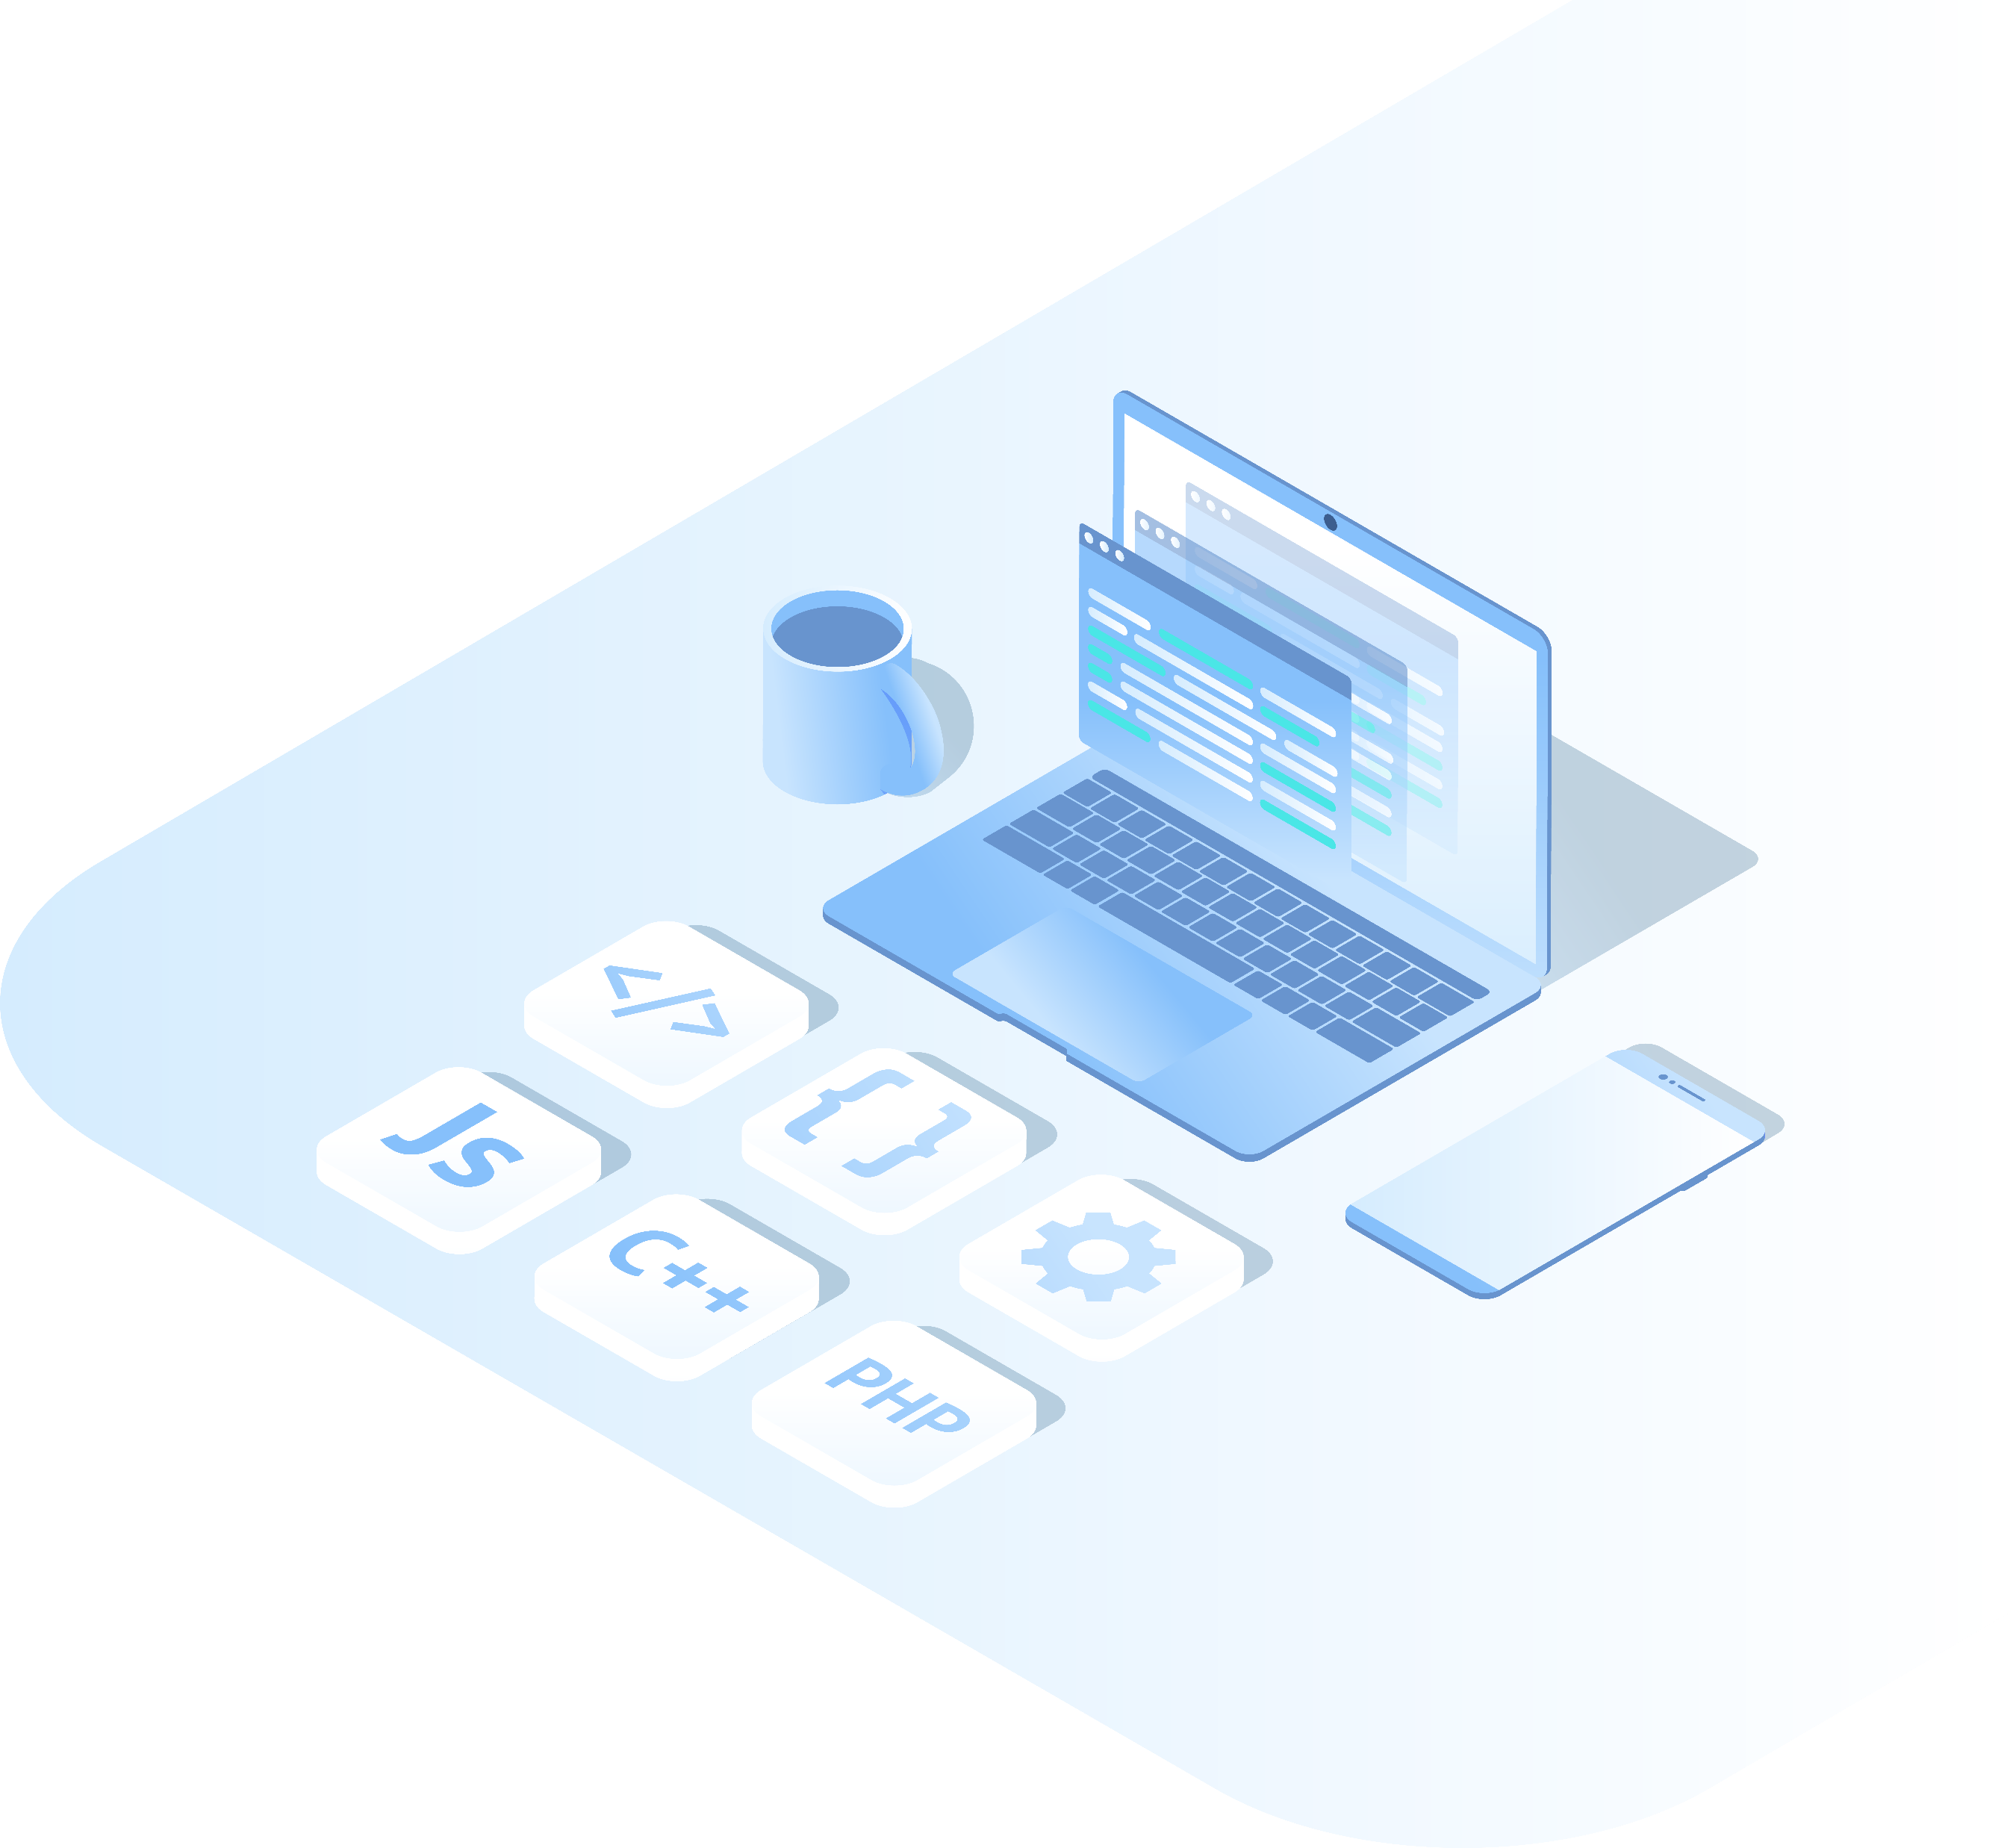 </>
{ }
Js
C++
PHP